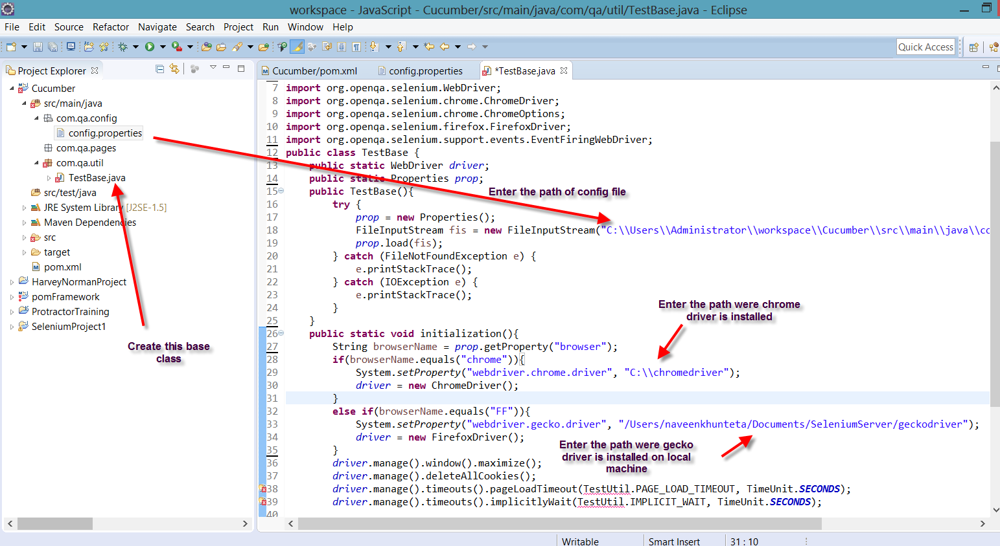 workspace - JavaScript - Cucumber/src/main/java/com/qa/util/TestBase.java - Eclipse
File Edit Source Refactor Navigate Search Project Run Window Help
Quick Access
Project Explorer
Cucumber
src/main/java
com.qa.config
config.properties
com.qa.pages
com.qa.util
TestBase.java
src/test/java
JRE System Library [J2SE-1.5]
Maven Dependencies
src
target
pom.xml
HarveyNormanProject
pomFramework
ProtractorTraining
SeleniumProject1
Create this base
class
Cucumber/pom.xml config.properties *TestBase.java
7 import org.openqa.selenium.WebDriver;
8 import org.openqa.selenium.chrome.ChromeDriver;
9 import org.openqa.selenium.chrome.ChromeOptions;
10 import org.openqa.selenium.firefox.FirefoxDriver;
11 import org.openqa.selenium.support.events.EventFiringWebDriver;
12 public class TestBase {
13 public static WebDriver driver;
14 public static Properties prop;
15 public TestBase(){
Enter the path of config file
16 try {
17 prop = new Properties();
18 FileInputStream fis = new FileInputStream("C:\\Users\\Administrator\\workspace\\Cucumber\\src\\main\\java\\co
19 prop.load(fis);
20 } catch (FileNotFoundException e) {
21 e.printStackTrace();
22 } catch (IOException e) {
23 e.printStackTrace();
24 }
25 }
Enter the path were chrome
driver is installed
26 public static void initialization(){
27 String browserName = prop.getProperty("browser");
28 if(browserName.equals("chrome")){
29 System.setProperty("webdriver.chrome.driver", "C:\\chromedriver");
30 driver = new ChromeDriver();
31 }
32 else if(browserName.equals("FF")){
33 System.setProperty("webdriver.gecko.driver", "/Users/naveenkhunteta/Documents/SeleniumServer/geckodriver");
34 driver = new FirefoxDriver();
35 }
Enter the path were gecko
driver is installed on local
machine
36 driver.manage().window().maximize();
37 driver.manage().deleteAllCookies();
38 driver.manage().timeouts().pageLoadTimeout(TestUtil.PAGE_LOAD_TIMEOUT, TimeUnit.SECONDS);
39 driver.manage().timeouts().implicitlyWait(TestUtil.IMPLICIT_WAIT, TimeUnit.SECONDS);
40
Writable Smart Insert 31 : 10